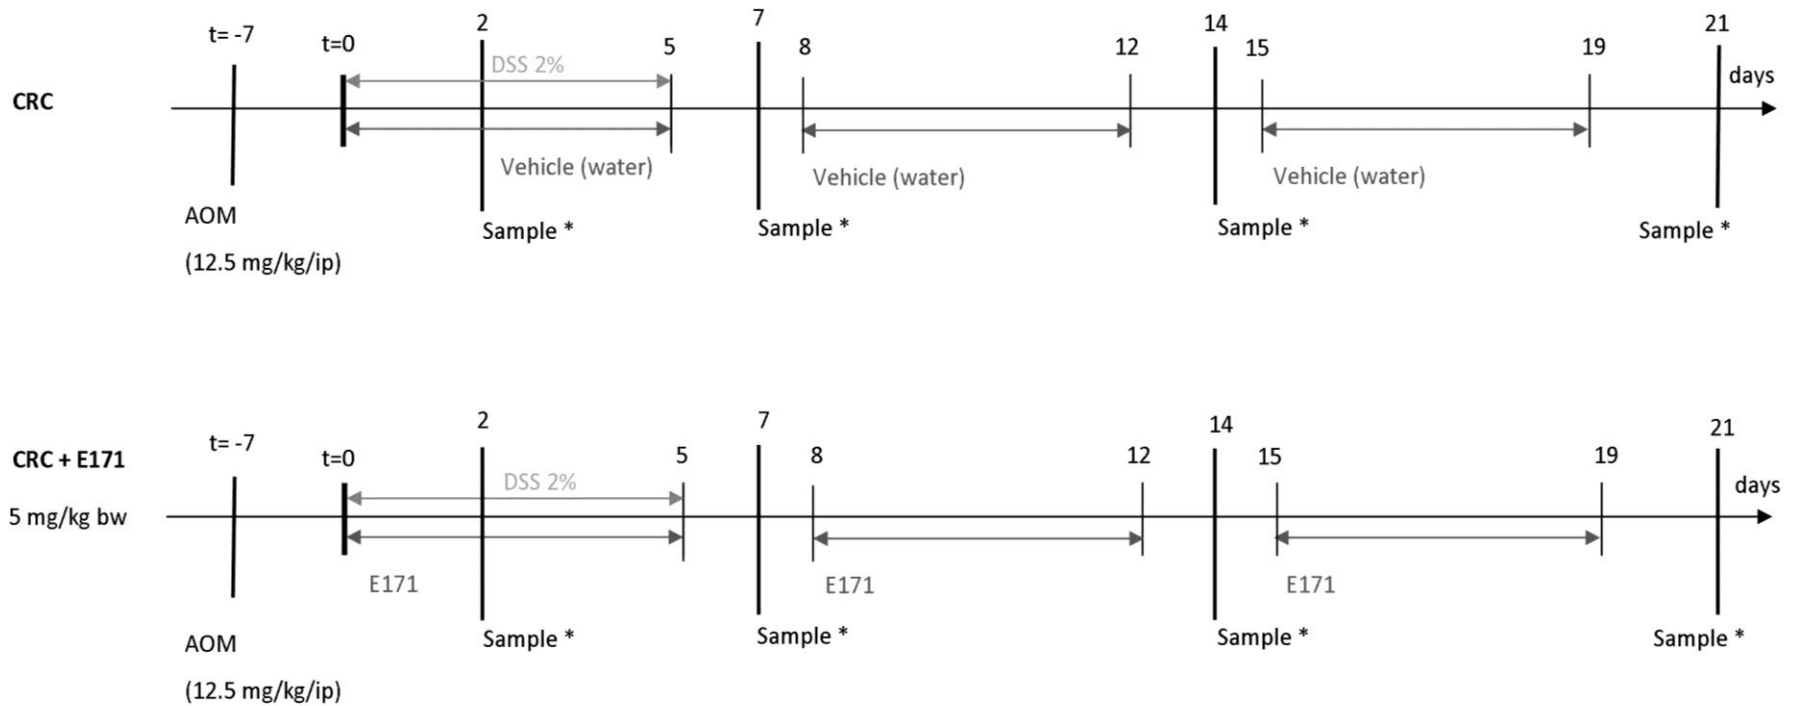 t= -7 t=0 2 5 7 8 12 14 15 19 21
DSS 2%
days
CRC
Vehicle (water) Vehicle (water) Vehicle (water)
AOM Sample * Sample * Sample * Sample *
(12.5 mg/kg/ip)
t= -7 t=0 2 5 7 8 12 14 15 19 21
CRC + E171
DSS 2%
days
5 mg/kg bw
E171 E171 E171
AOM Sample * Sample * Sample * Sample *
(12.5 mg/kg/ip)